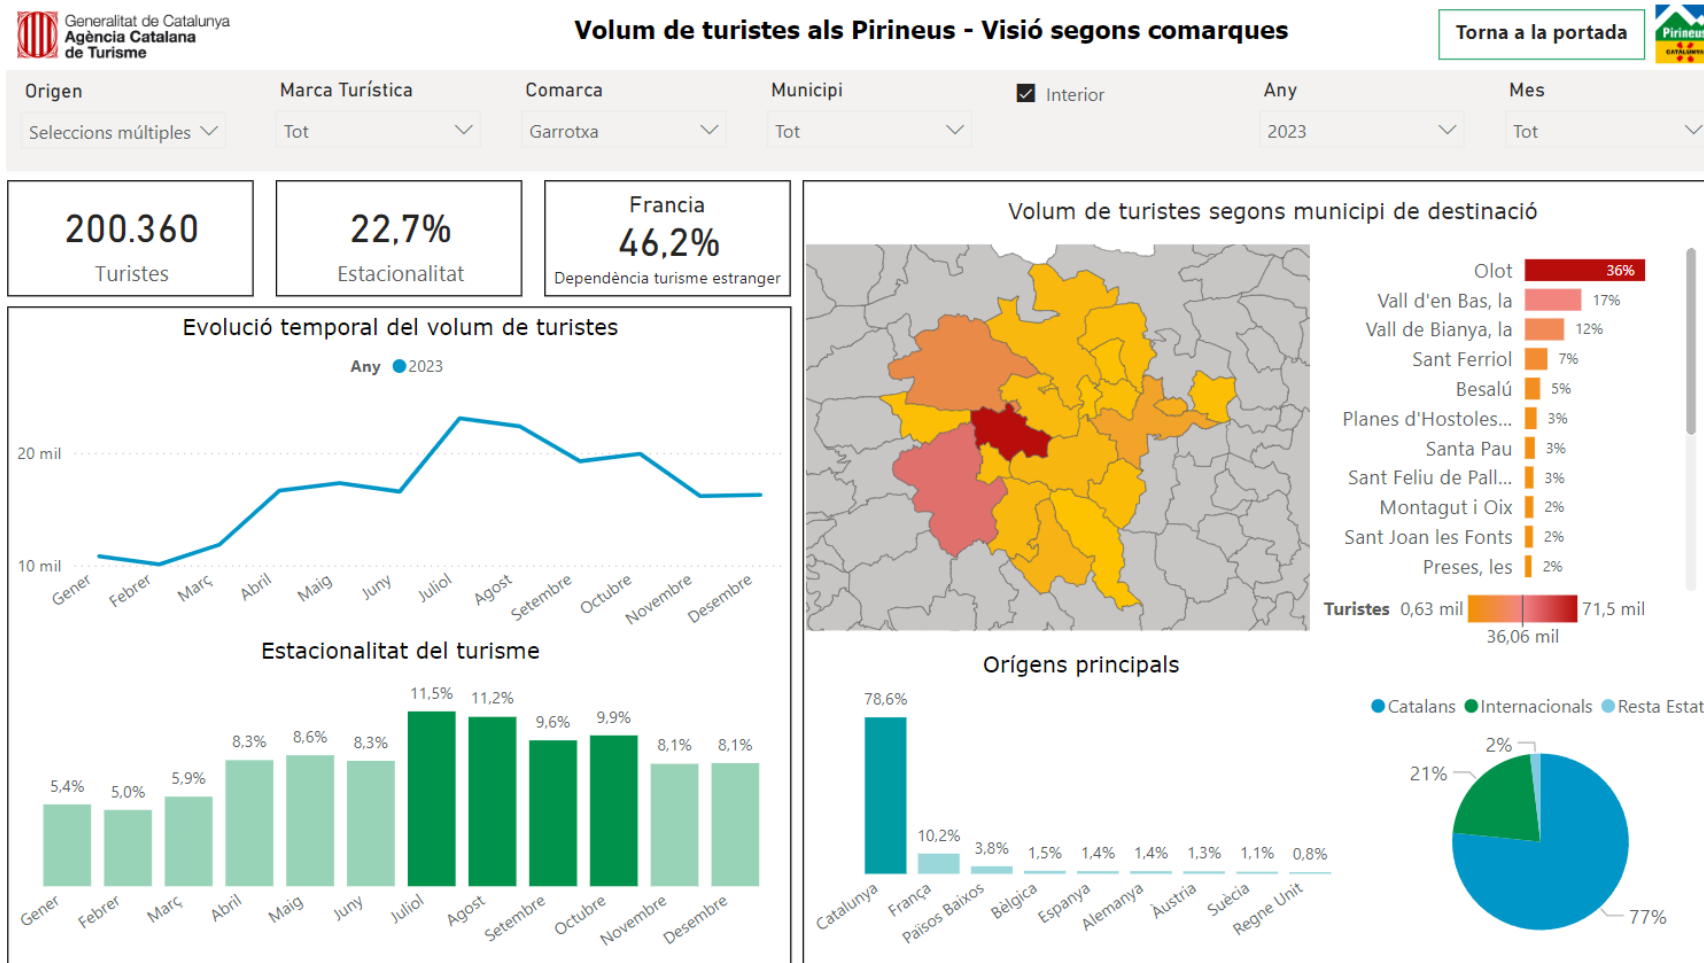 Generalitat de Catalunya
Agència Catalana
de Turisme
Volum de turistes als Pirineus - Visió segons comarques
Torna a la portada
Pirineus
CATALUNYA
Origen
Marca Turística
Comarca
Municipi
Interior
Any
Mes
Seleccions múltiples
Tot
Garrotxa
Tot
2023
Tot
200.360
Turistes
22,7%
Estacionalitat
Francia
46,2%
Dependència turisme estranger
Evolució temporal del volum de turistes
Any 2023
20 mil
10 mil
Gener
Febrer
Març
Abril
Maig
Juny
Juliol
Agost
Setembre
Octubre
Novembre
Desembre
Estacionalitat del turisme
5,4%
5,0%
5,9%
8,3%
8,6%
8,3%
11,5%
11,2%
9,6%
9,9%
8,1%
8,1%
Gener
Febrer
Març
Abril
Maig
Juny
Juliol
Agost
Setembre
Octubre
Novembre
Desembre
Volum de turistes segons municipi de destinació
Olot 36%
Vall d'en Bas, la 17%
Vall de Bianya, la 12%
Sant Ferriol 7%
Besalú 5%
Planes d'Hostoles... 3%
Santa Pau 3%
Sant Feliu de Pall... 3%
Montagut i Oix 2%
Sant Joan les Fonts 2%
Preses, les 2%
Turistes 0,63 mil 71,5 mil
36,06 mil
Orígens principals
78,6%
10,2%
3,8%
1,5%
1,4%
1,4%
1,3%
1,1%
0,8%
Catalunya
França
Països Baixos
Bèlgica
Espanya
Alemanya
Àustria
Suècia
Regne Unit
Catalans Internacionals Resta Estat
2%
21%
77%